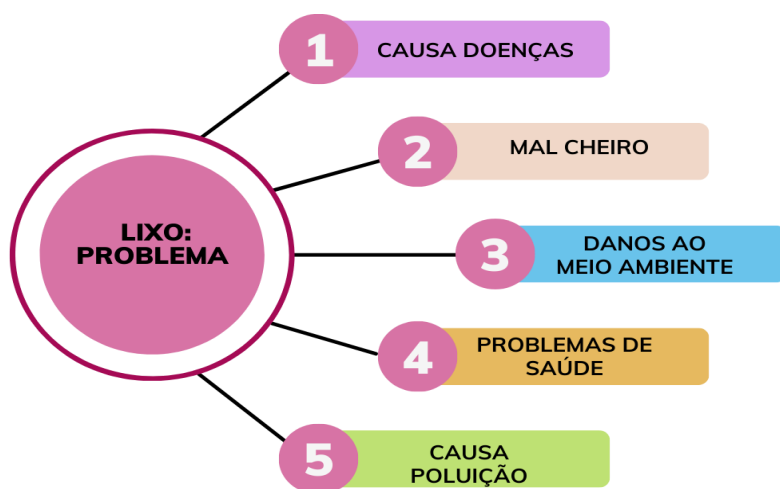 1
CAUSA DOENÇAS
2
MAL CHEIRO
LIXO:
PROBLEMA
3
DANOS AO
MEIO AMBIENTE
4
PROBLEMAS DE
SAÚDE
5
CAUSA
POLUIÇÃO